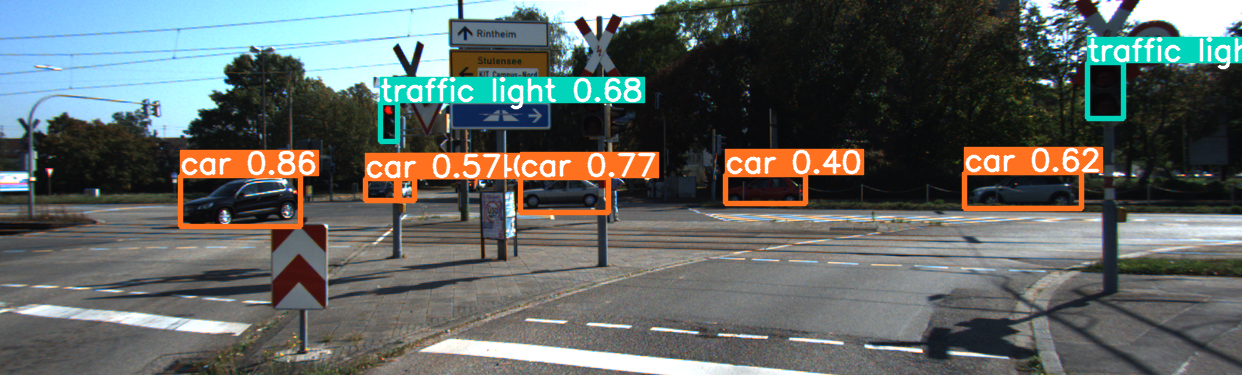 Rintheim
Stutensee
KIT Campus-Nord
traffic ligh
traffic light 0.68
car 0.86
car 0.57
car 0.77
car 0.40
car 0.62